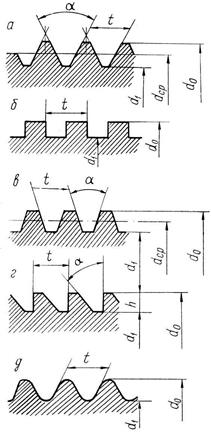 а α t
d₁ dср d₀
б t
d₁ d₀
в t α
dср d₀
г t α d₁
h
d₁ d₀
д t
d₁ d₀